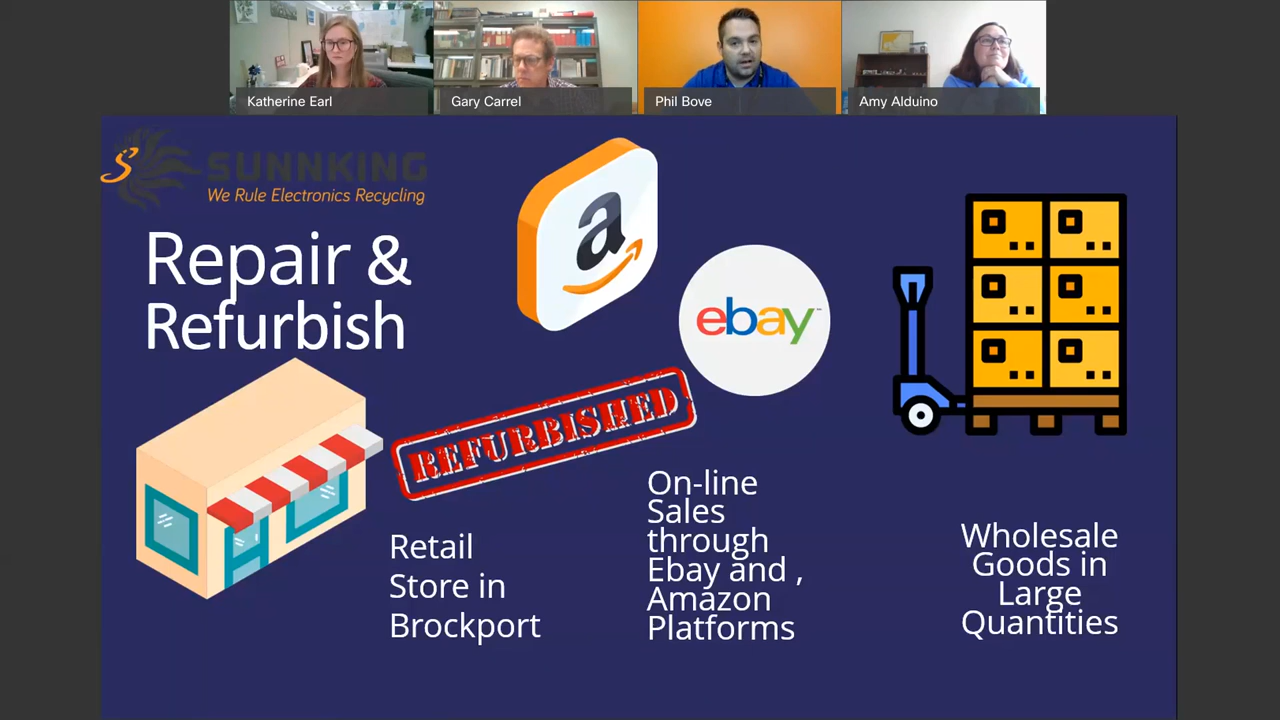 Katherine Earl
Gary Carrel
Phil Bove
Amy Alduino
SUNNKING
We Rule Electronics Recycling
Repair &
Refurbish
a
ebay™
REFURBISHED
Retail
Store in
Brockport
On-line
Sales
through
Ebay and ,
Amazon
Platforms
Wholesale
Goods in
Large
Quantities